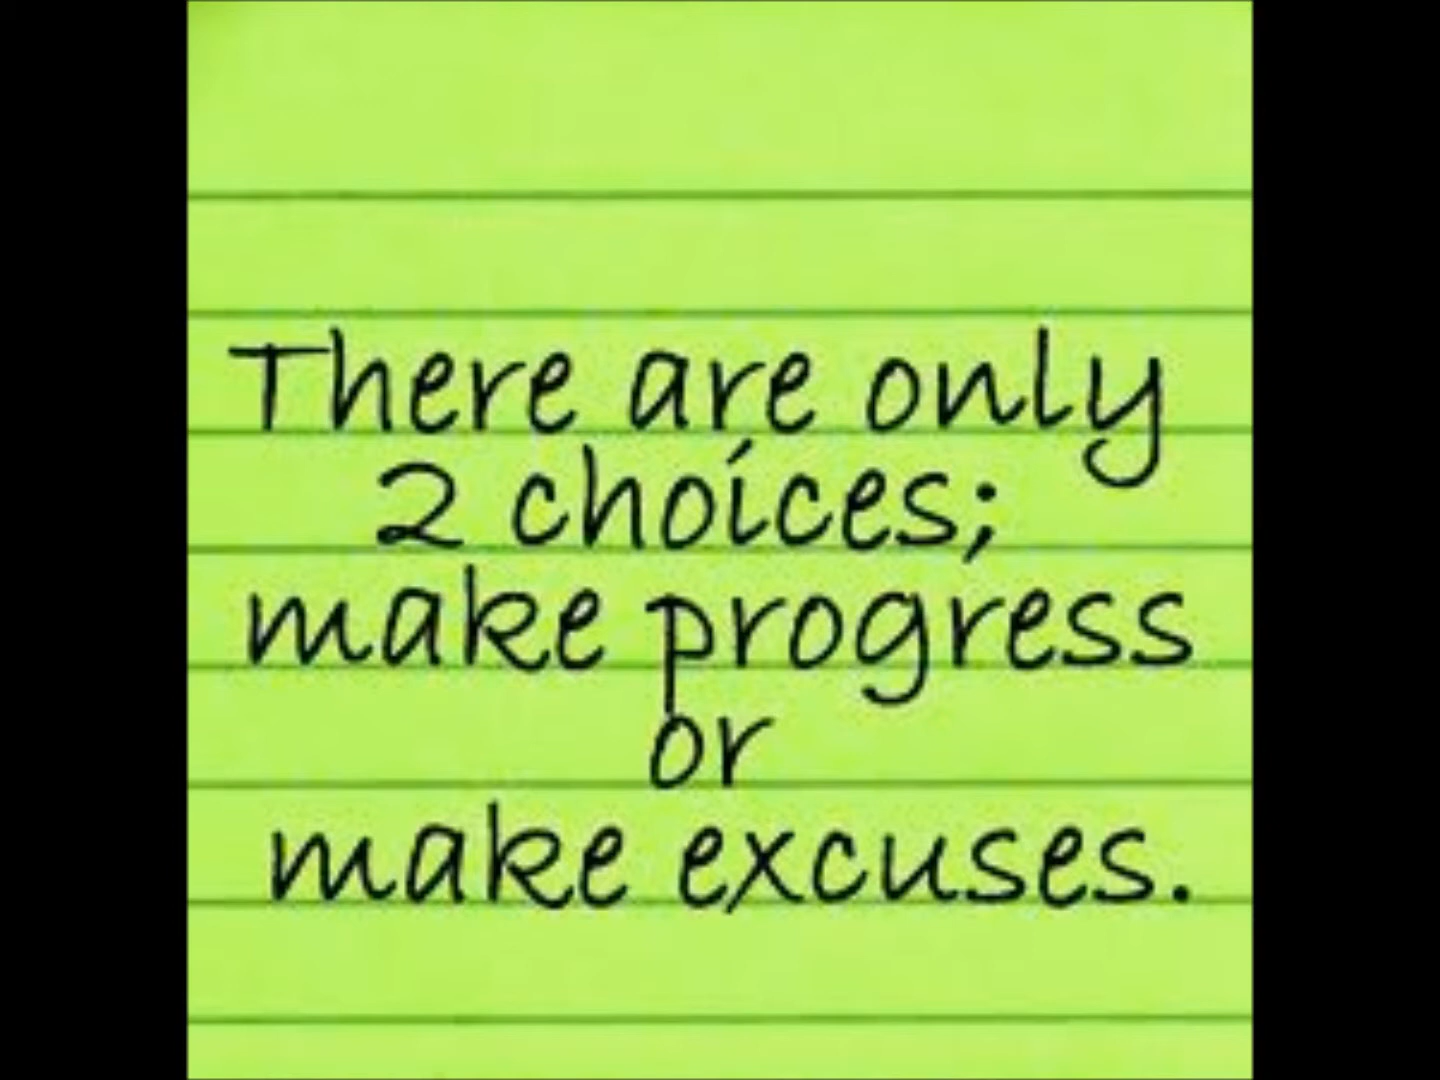 There are only
2 choices;
make progress
or
make excuses.